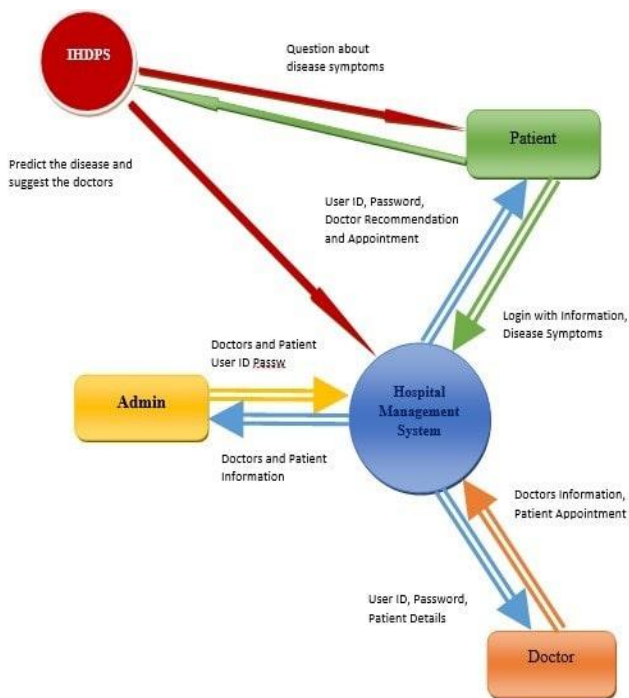 IHDPS
Question about
disease symptoms
Patient
Predict the disease and
suggest the doctors
User ID, Password,
Doctor Recommendation
and Appointment
Login with Information,
Disease Symptoms
Doctors and Patient
User ID Passw
Admin
Hospital
Management
System
Doctors and Patient
Information
Doctors Information,
Patient Appointment
User ID, Password,
Patient Details
Doctor